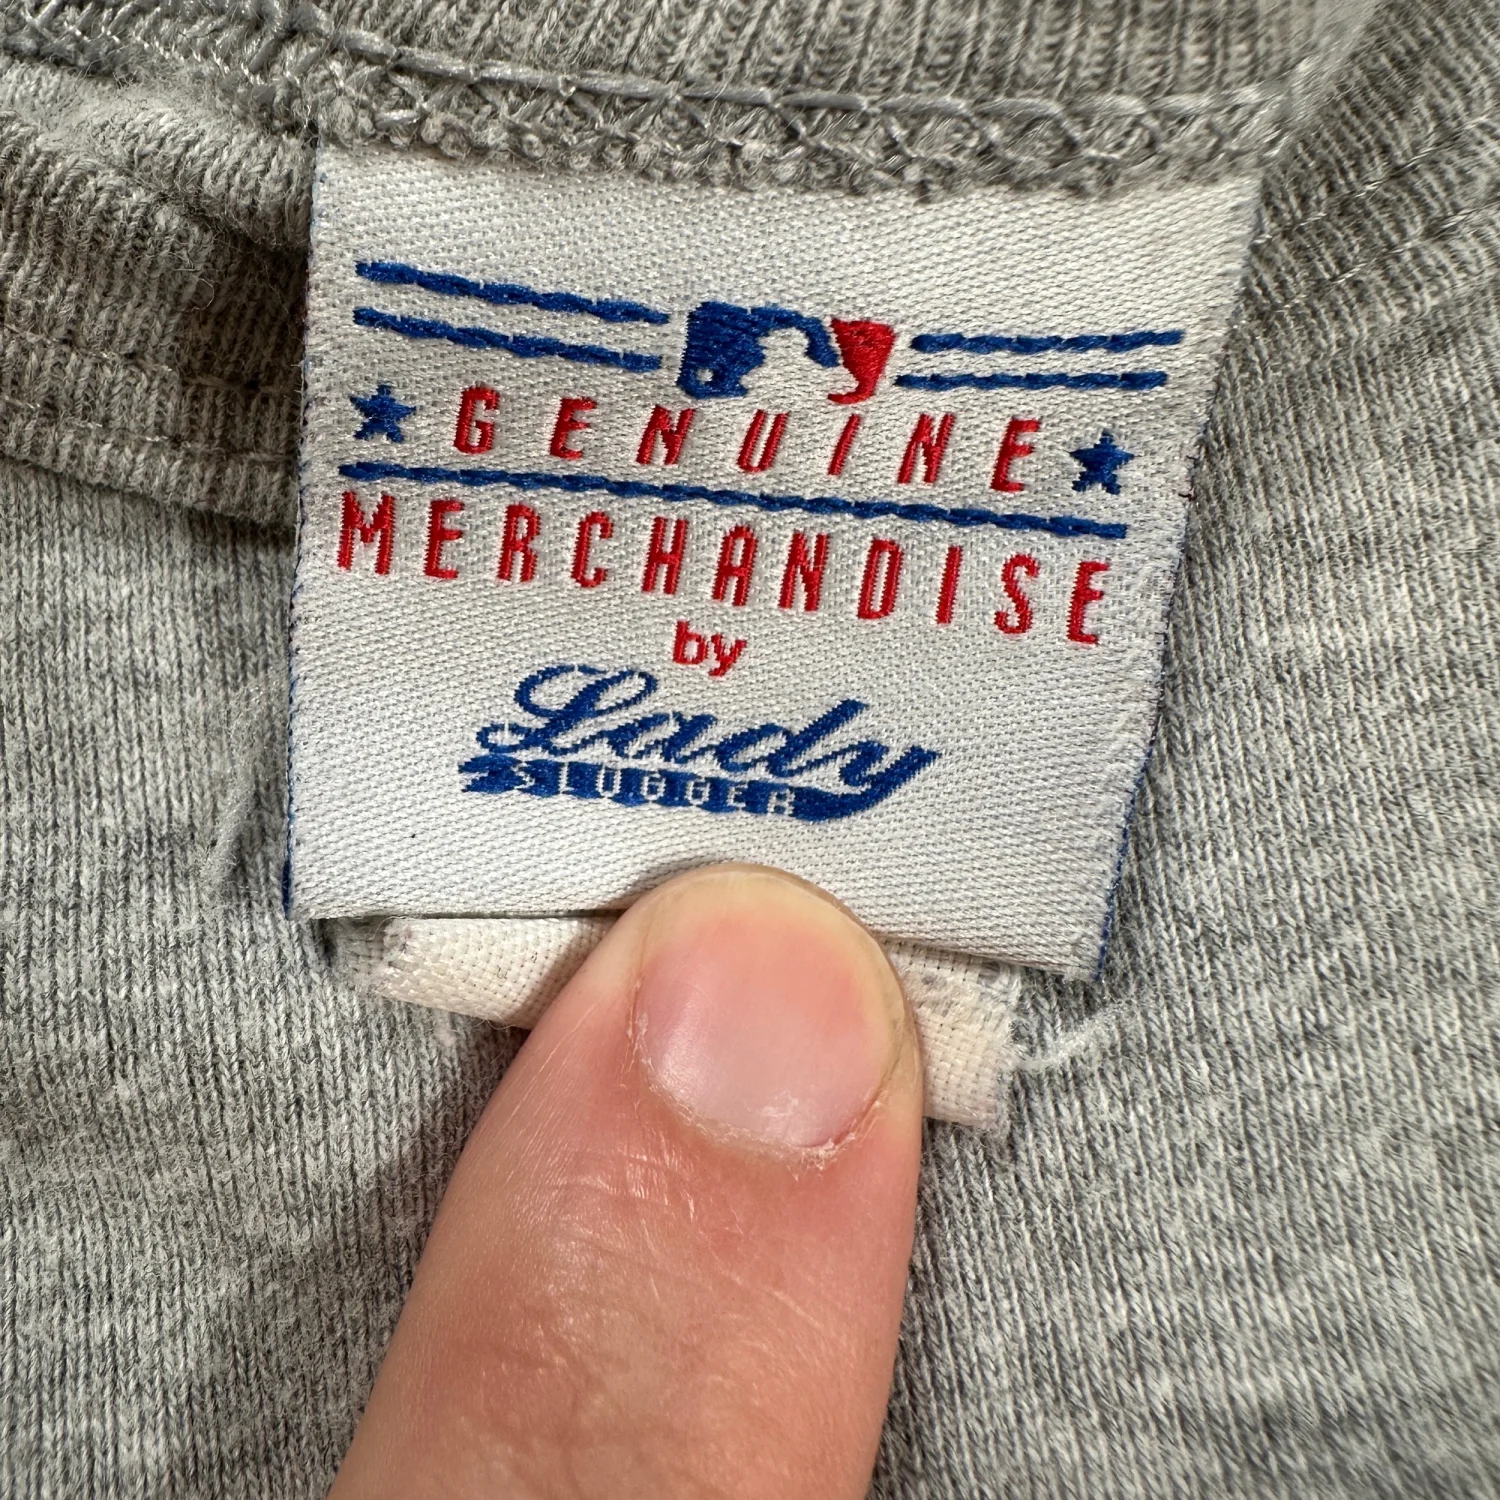 GENUINE
MERCHANDISE
by
Lady
SLUGGER